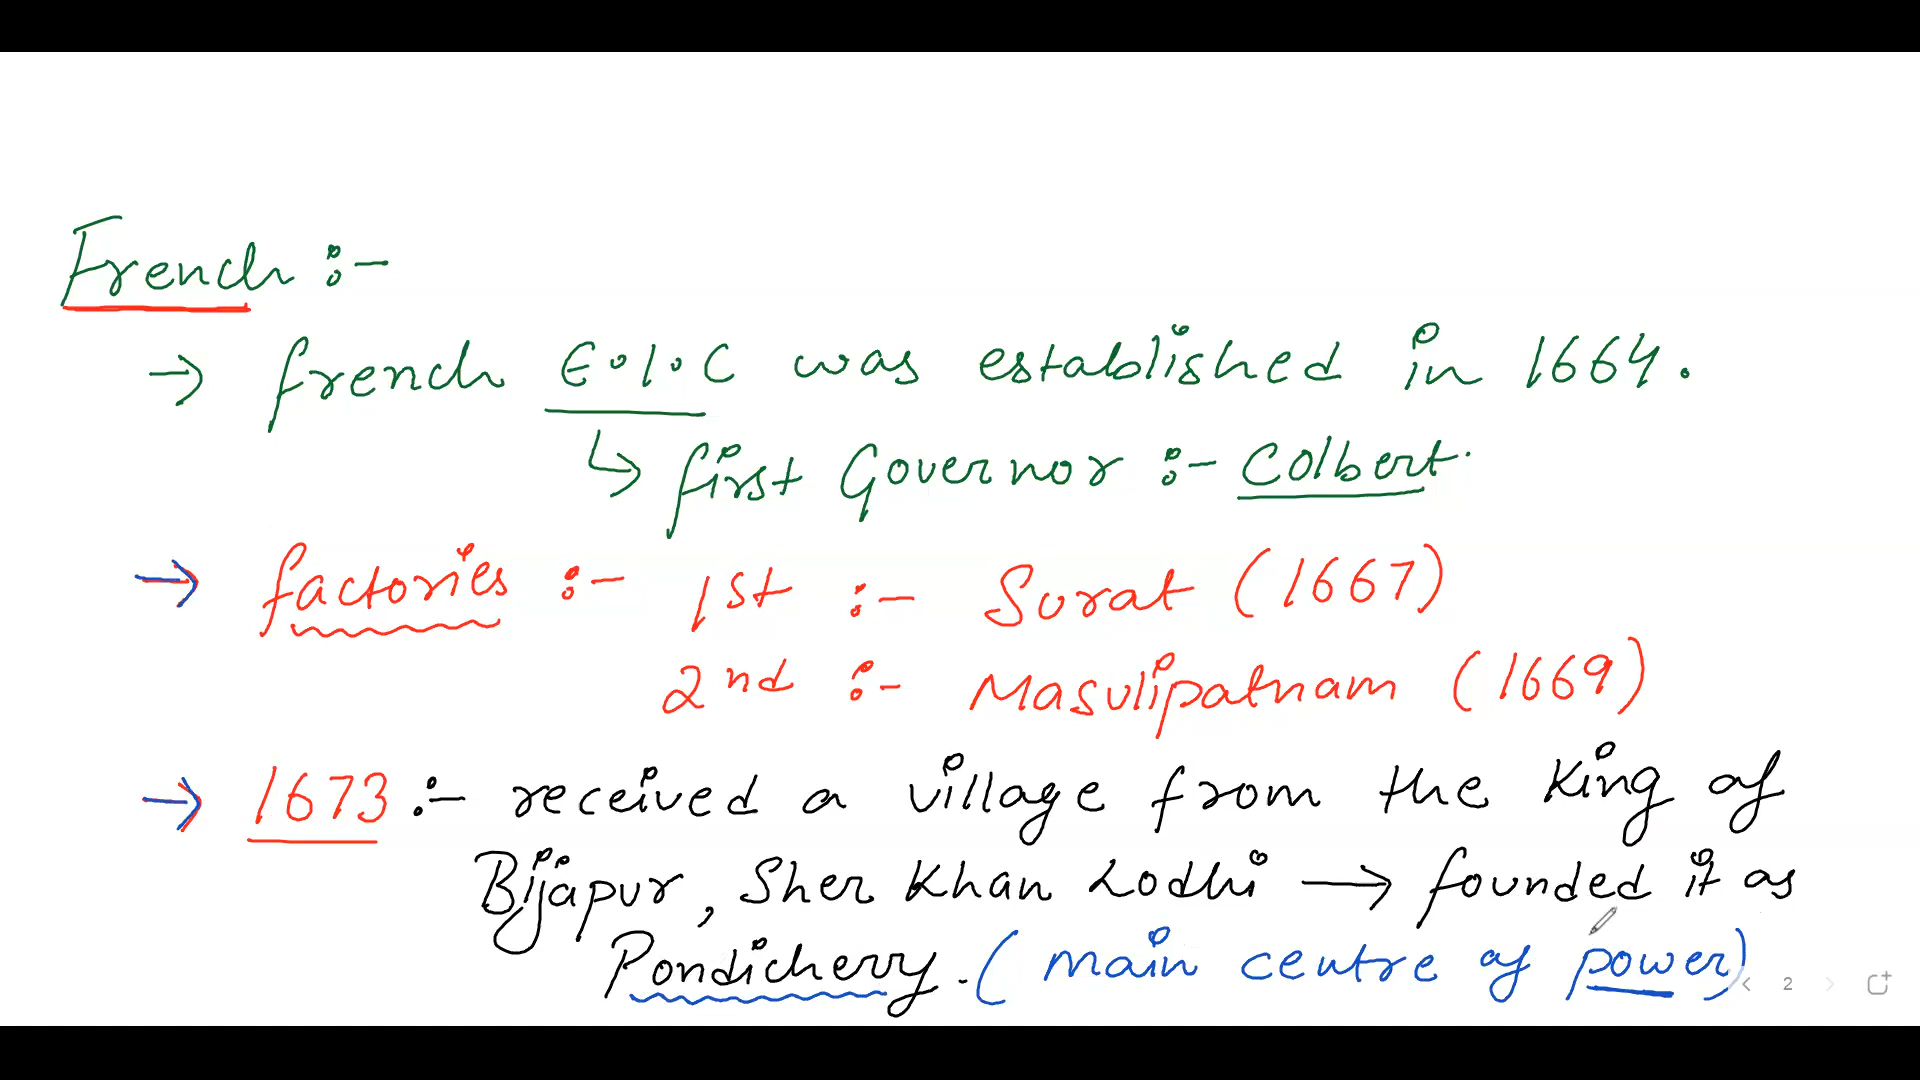 French :-
→ french E.I.C was established in 1664.
↳ first Governor :- Colbert.
→ factories :- 1st :- Surat (1667)
2nd :- Masulipatnam (1669)
→ 1673 :- received a village from the King of
Bijapur, Sher Khan Lodhi → founded it as
Pondicherry. (main centre of power)
2